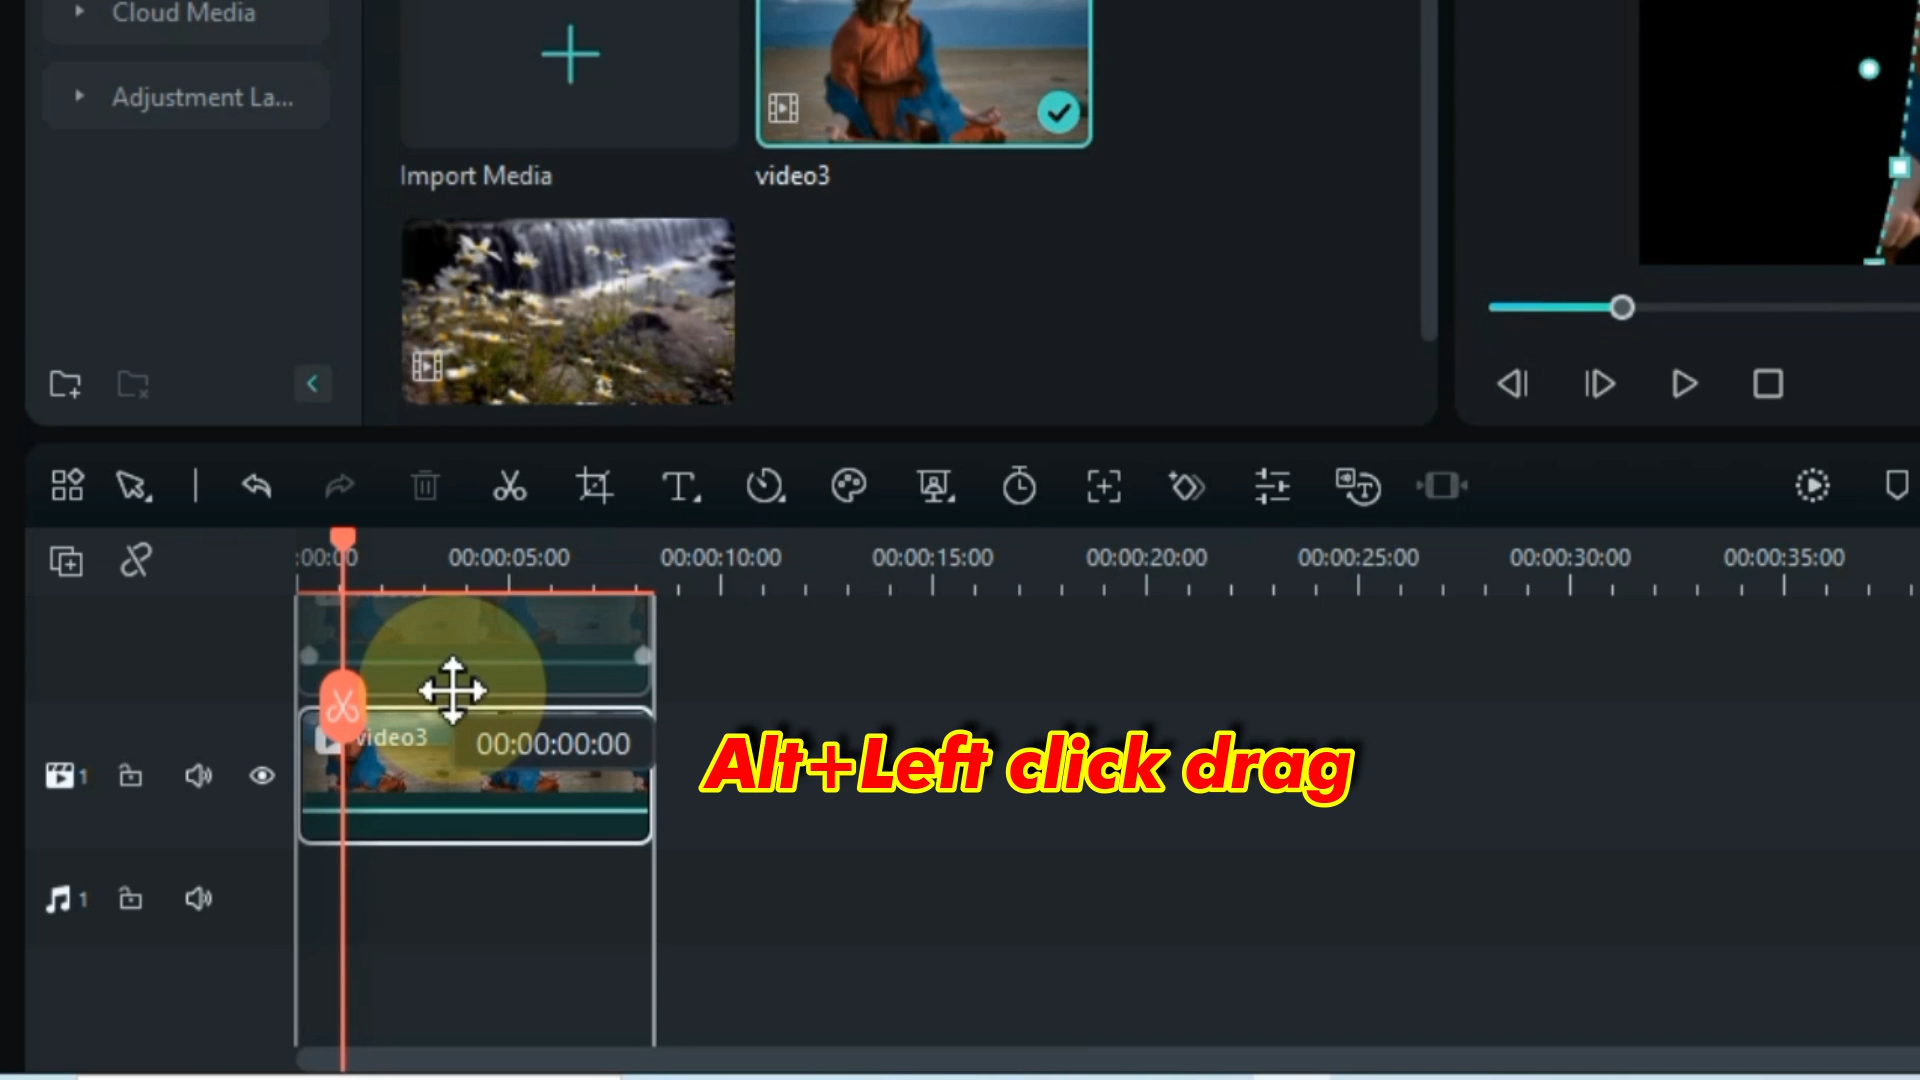 Cloud Media
Adjustment La...
Import Media
video3
:00:00
00:00:05:00
00:00:10:00
00:00:15:00
00:00:20:00
00:00:25:00
00:00:30:00
00:00:35:00
video3
00:00:00:00
Alt+Left click drag
1
1